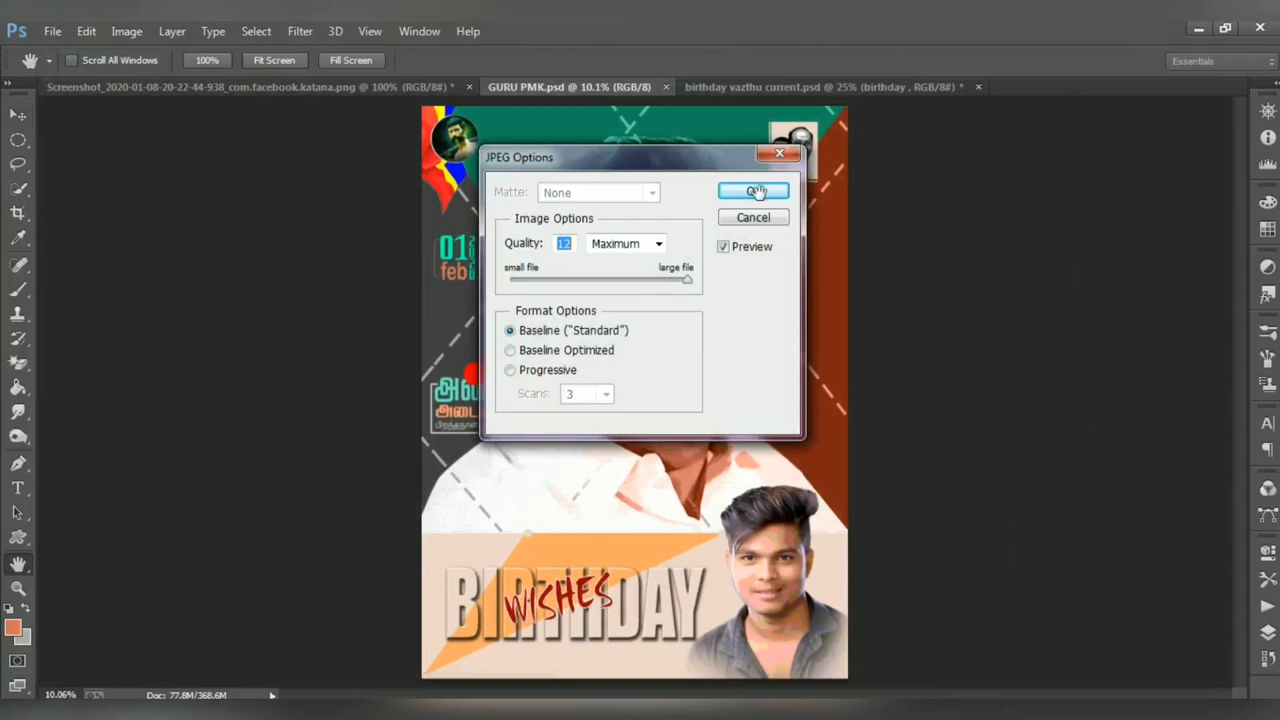 Ps File Edit Image Layer Type Select Filter 3D View Window Help
Scroll All Windows 100% Fit Screen Fill Screen Essentials
Screenshot_2020-01-08-20-22-44-938_com.facebook.katana.png @ 100% (RGB/8#) * × GURU PMK.psd @ 10.1% (RGB/8) × birthday vazthu current.psd @ 25% (birthday , RGB/8#) * ×
JPEG Options
Matte: None
Cancel
Image Options
Quality: 12 Maximum
Preview
small file large file
Format Options
Baseline ("Standard")
Baseline Optimized
Progressive
Scans: 3
01
feb
BIRTHDAY
WISHES
10.06% Doc: 77.8M/368.6M